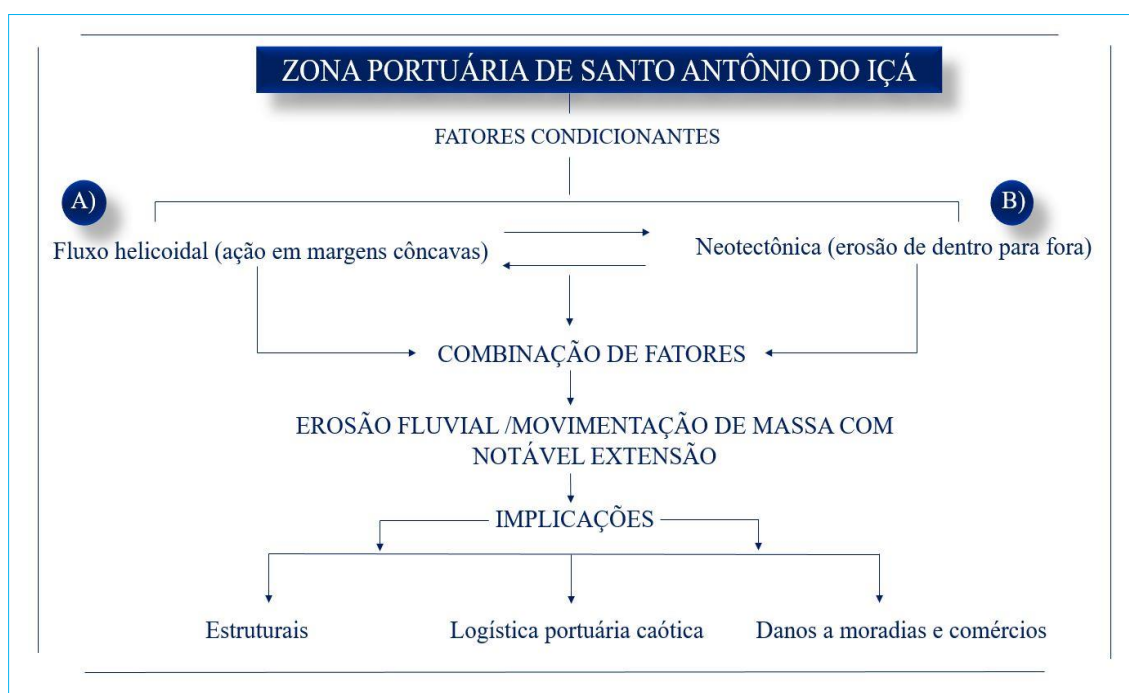 ZONA PORTUÁRIA DE SANTO ANTÔNIO DO IÇÁ
FATORES CONDICIONANTES
A)
B)
Fluxo helicoidal (ação em margens côncavas)
Neotectônica (erosão de dentro para fora)
COMBINAÇÃO DE FATORES
EROSÃO FLUVIAL /MOVIMENTAÇÃO DE MASSA COM
NOTÁVEL EXTENSÃO
IMPLICAÇÕES
Estruturais
Logística portuária caótica
Danos a moradias e comércios